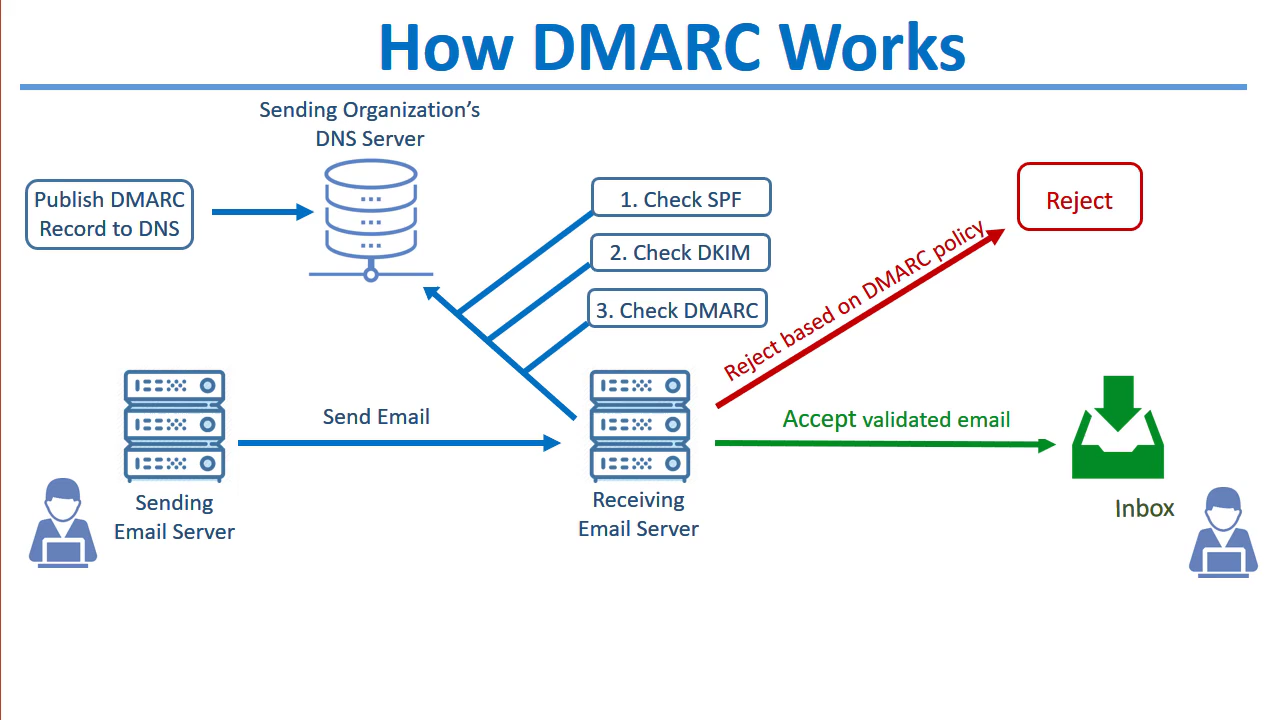 How DMARC Works
Sending Organization's
DNS Server
Publish DMARC
Record to DNS
1. Check SPF
2. Check DKIM
3. Check DMARC
Reject based on DMARC policy
Reject
Send Email
Accept validated email
Sending
Email Server
Receiving
Email Server
Inbox